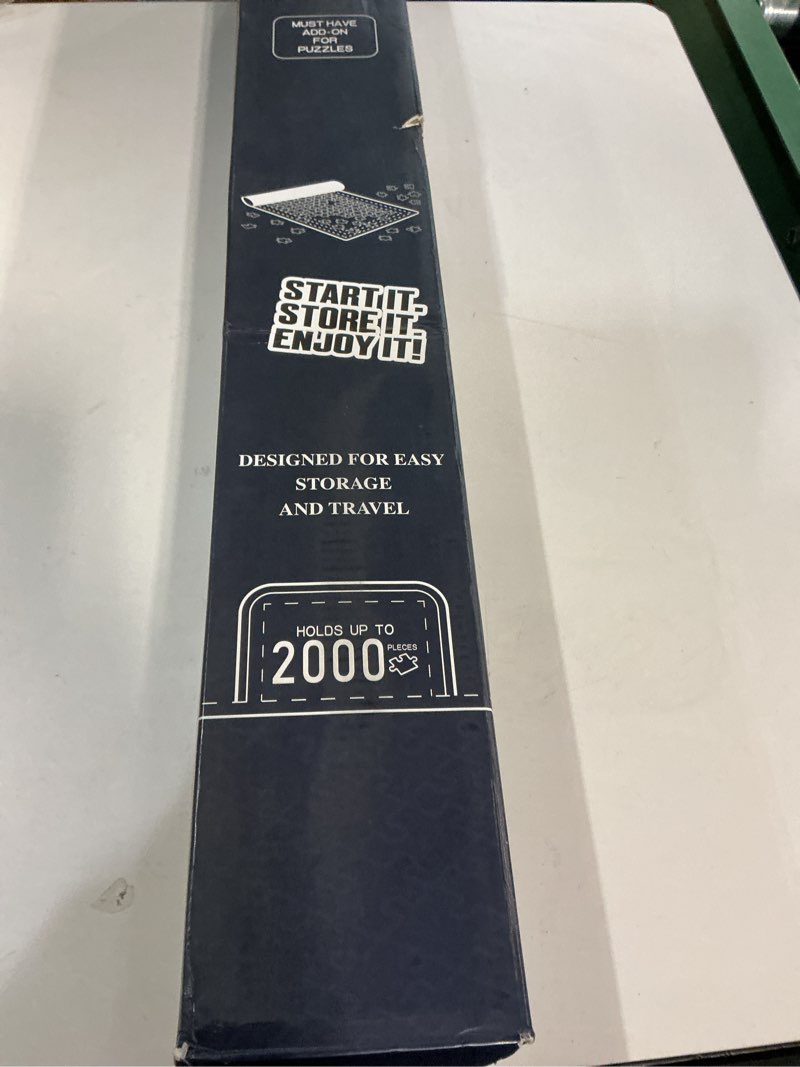 MUST HAVE
ADD-ON
FOR
PUZZLES
START IT.
STORE IT.
ENJOY IT!
DESIGNED FOR EASY
STORAGE
AND TRAVEL
HOLDS UP TO
2000 PLECES